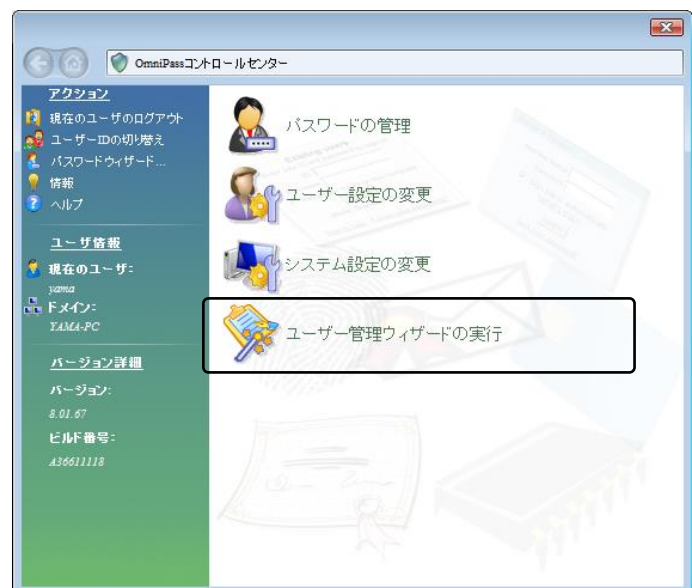 OmniPassコントロールセンター
アクション
現在のユーザのログアウト
ユーザーIDの切り替え
パスワードウィザード...
情報
ヘルプ
ユーザ情報
現在のユーザ:
yama
ドメイン:
YAMA-PC
バージョン詳細
バージョン:
8.01.67
ビルド番号:
A36611118
パスワードの管理
ユーザー設定の変更
システム設定の変更
ユーザー管理ウィザードの実行